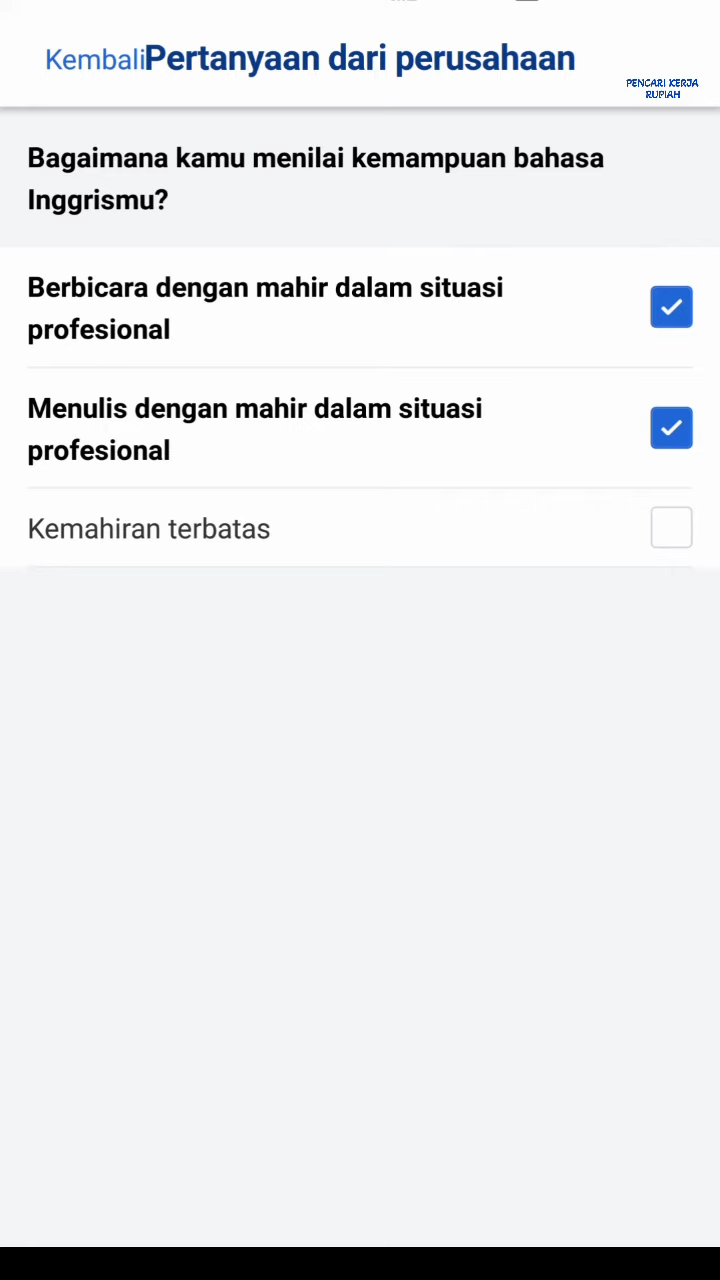 KembaliPertanyaan dari perusahaan
PENCARI KERJA
RUPIAH
Bagaimana kamu menilai kemampuan bahasa
Inggrismu?
Berbicara dengan mahir dalam situasi
profesional
Menulis dengan mahir dalam situasi
profesional
Kemahiran terbatas